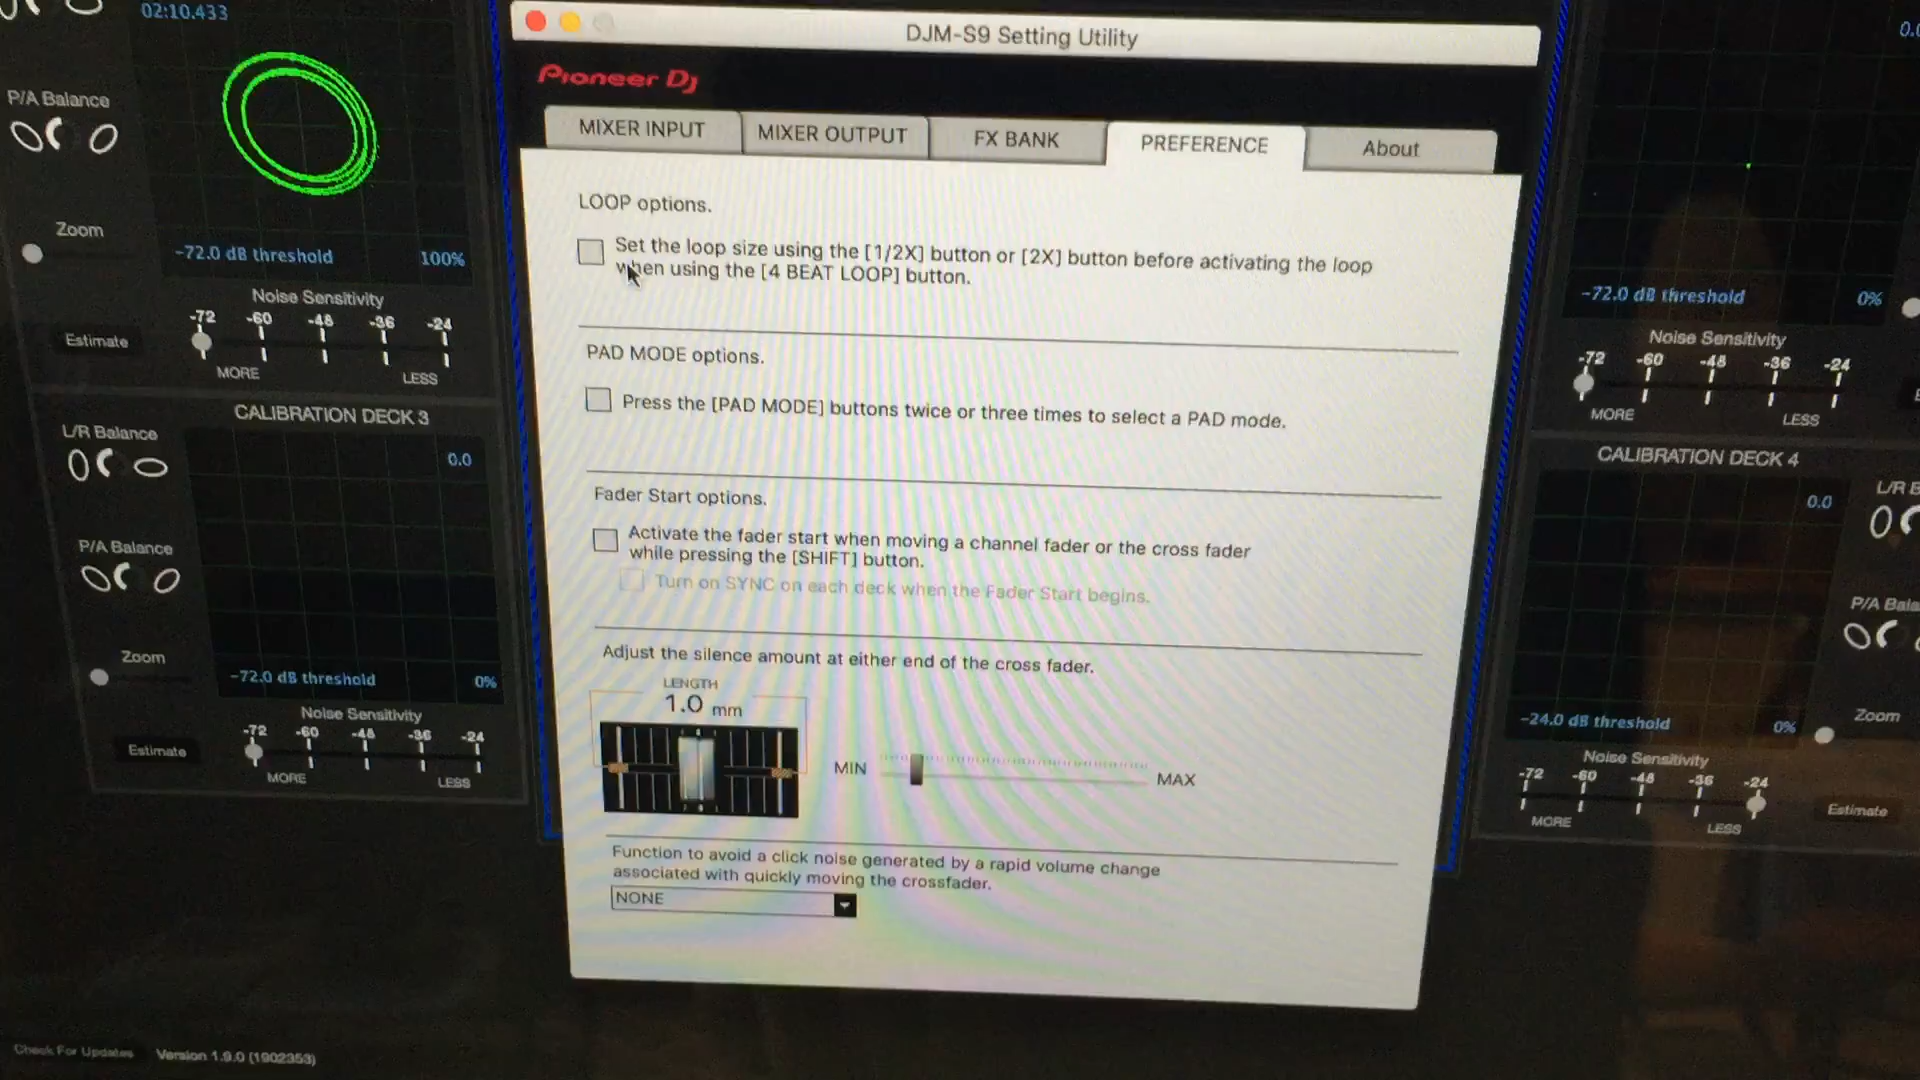 02:10.433
P/A Balance
Zoom
-72.0 dB threshold 100%
Noise Sensitivity
-72 -60 -48 -36 -24
Estimate
MORE LESS
CALIBRATION DECK 3
L/R Balance
0.0
P/A Balance
Zoom
-72.0 dB threshold 0%
Noise Sensitivity
-72 -60 -48 -36 -24
Estimate
MORE LESS
Check For Updates Version 1.9.0 (1902353)
DJM-S9 Setting Utility
Pioneer Dj
MIXER INPUT MIXER OUTPUT FX BANK PREFERENCE About
LOOP options.
Set the loop size using the [1/2X] button or [2X] button before activating the loop
when using the [4 BEAT LOOP] button.
PAD MODE options.
Press the [PAD MODE] buttons twice or three times to select a PAD mode.
Fader Start options.
Activate the fader start when moving a channel fader or the cross fader
while pressing the [SHIFT] button.
Turn on SYNC on each deck when the Fader Start begins.
Adjust the silence amount at either end of the cross fader.
LENGTH
1.0 mm
MIN MAX
Function to avoid a click noise generated by a rapid volume change
associated with quickly moving the crossfader.
NONE
-72.0 dB threshold 0%
Noise Sensitivity
-72 -60 -48 -36 -24
MORE LESS
CALIBRATION DECK 4
0.0
-24.0 dB threshold 0%
Zoom
Noise Sensitivity
-72 -60 -48 -36 -24
Estimate
MORE LESS